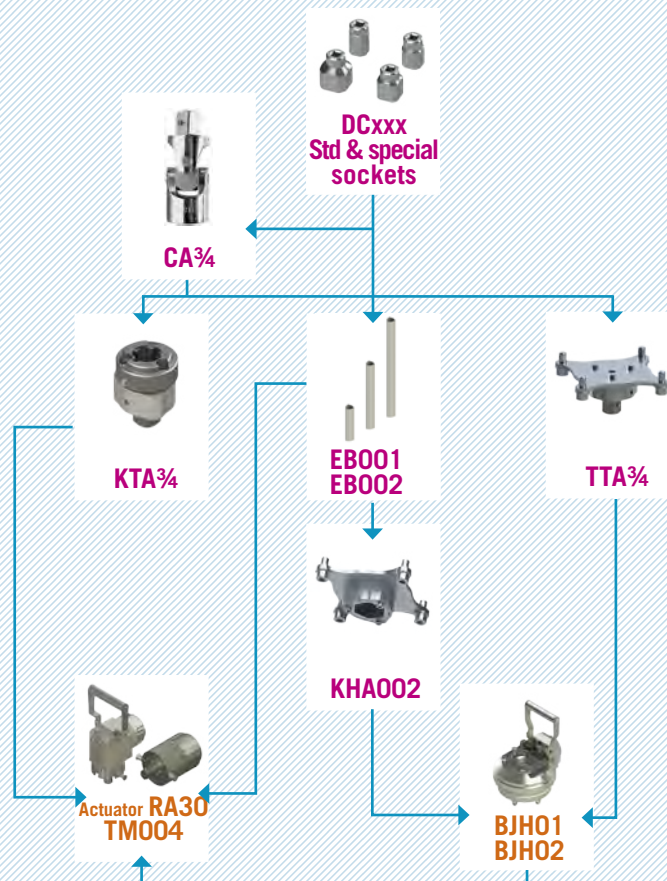 DCxxx
Std & special
sockets
CA¾
KTA¾
EB001
EB002
TTA¾
KHA002
Actuator RA30
TM004
BJH01
BJH02